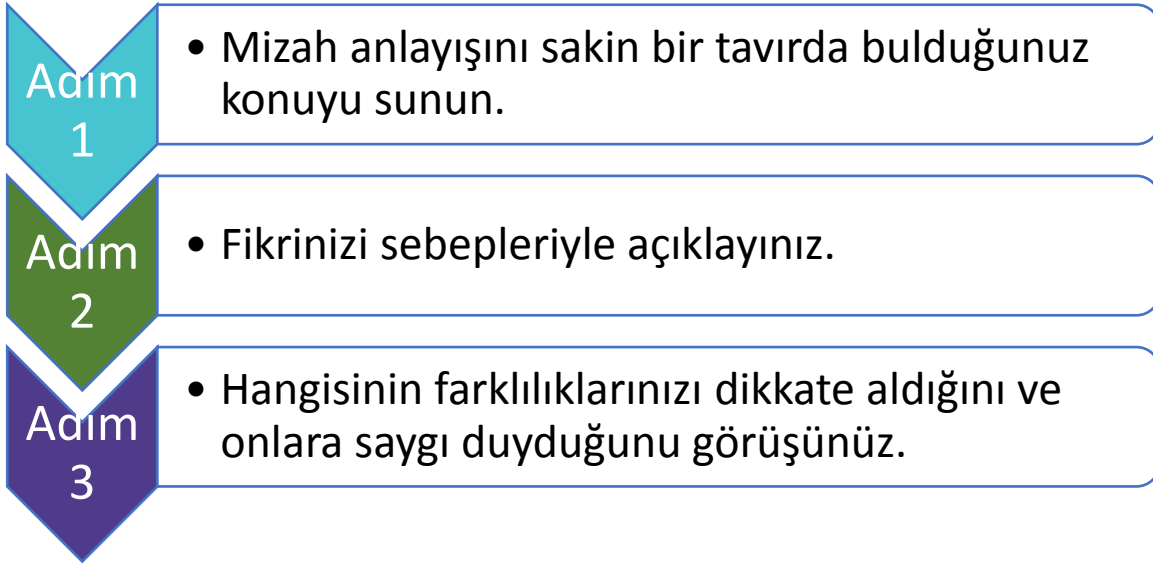 Adım
1
• Mizah anlayışını sakin bir tavırda bulduğunuz
konuyu sunun.
Adım
2
• Fikrinizi sebepleriyle açıklayınız.
Adım
3
• Hangisinin farklılıklarınızı dikkate aldığını ve
onlara saygı duyduğunu görüşünüz.